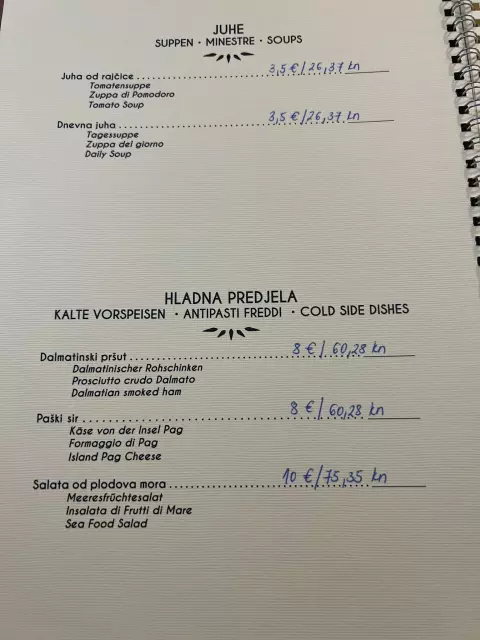 JUHE
SUPPEN • MINESTRE • SOUPS
Juha od rajčice 3,5 €/26,37 kn
Tomatensuppe
Zuppa di Pomodoro
Tomato Soup
Dnevna juha 3,5 €/26,37 kn
Tagessuppe
Zuppa del giorno
Daily Soup
HLADNA PREDJELA
KALTE VORSPEISEN • ANTIPASTI FREDDI • COLD SIDE DISHES
Dalmatinski pršut 8 €/60,28 kn
Dalmatinischer Rohschinken
Prosciutto crudo Dalmato
Dalmatian smoked ham
Paški sir 8 €/60,28 kn
Käse von der Insel Pag
Formaggio di Pag
Island Pag Cheese
Salata od plodova mora 10 €/75,35 kn
Meeresfrüchtesalat
Insalata di Frutti di Mare
Sea Food Salad